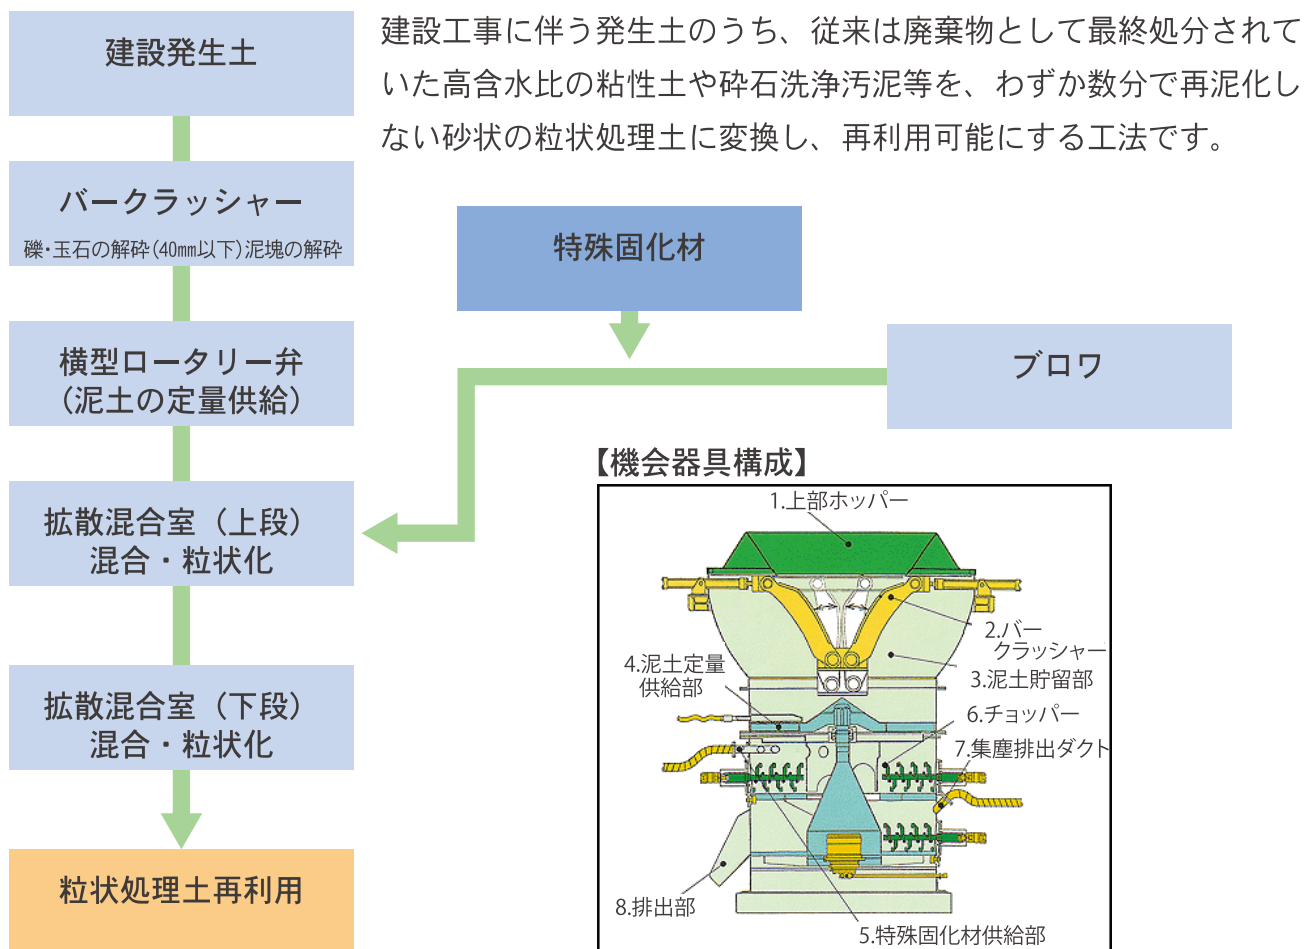 建設工事に伴う発生土のうち、従来は廃棄物として最終処分されて
いた高含水比の粘性土や砕石洗浄汚泥等を、わずか数分で再泥化し
ない砂状の粒状処理土に変換し、再利用可能にする工法です。
建設発生土
バークラッシャー
礫・玉石の解砕(40㎜以下)泥塊の解砕
横型ロータリー弁
(泥土の定量供給)
特殊固化材
ブロワ
拡散混合室(上段)
混合・粒状化
拡散混合室(下段)
混合・粒状化
粒状処理土再利用
【機会器具構成】
1.上部ホッパー
2.バー
クラッシャー
3.泥土貯留部
4.泥土定量
供給部
6.チョッパー
7.集塵排出ダクト
8.排出部
5.特殊固化材供給部